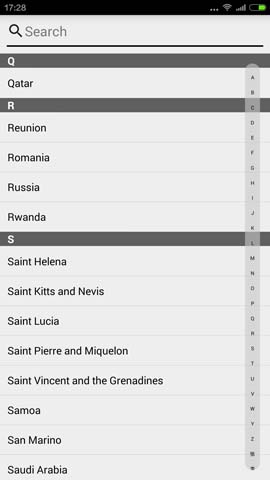 17:28
Search
Q
Qatar
R
Reunion
Romania
Russia
Rwanda
S
Saint Helena
Saint Kitts and Nevis
Saint Lucia
Saint Pierre and Miquelon
Saint Vincent and the Grenadines
Samoa
San Marino
Saudi Arabia
A
B
C
D
E
F
G
H
I
J
K
L
M
N
O
P
Q
R
S
T
U
V
W
Y
Z